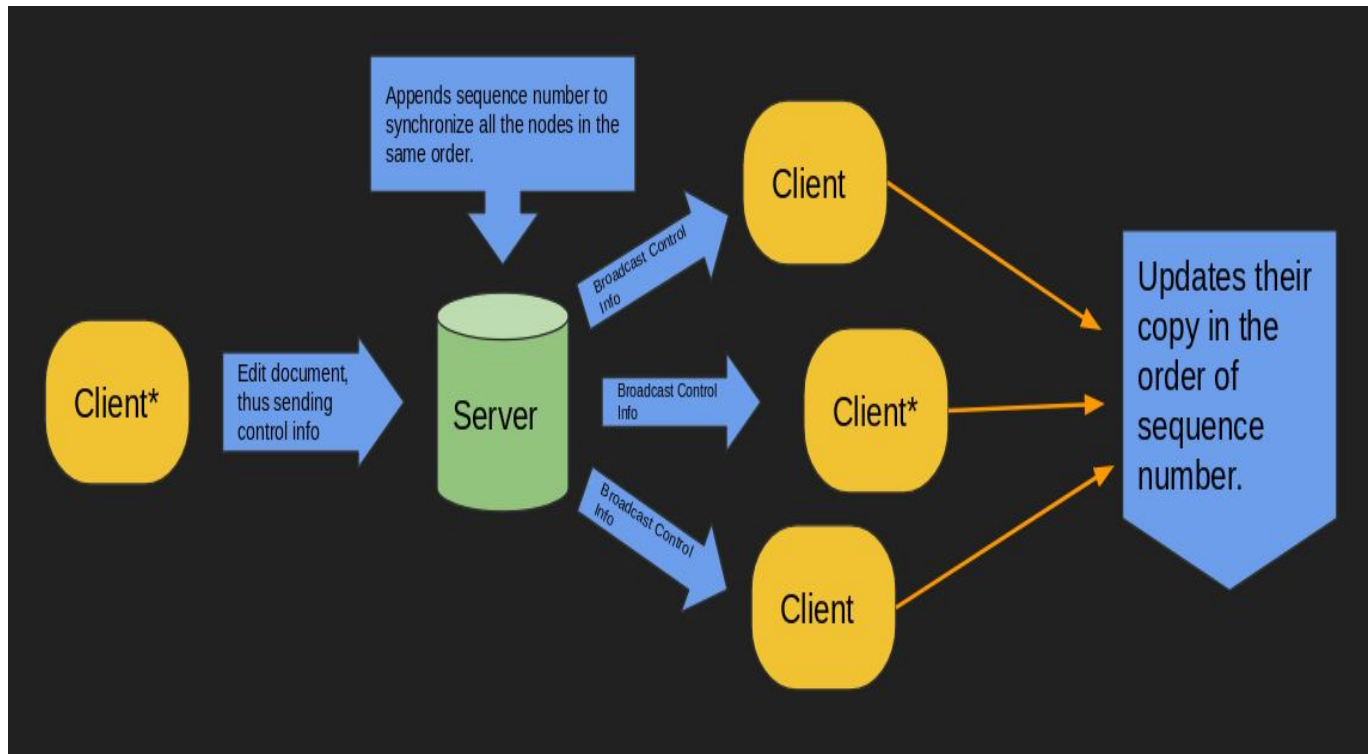 Appends sequence number to
synchronize all the nodes in the
same order.
Client
Broadcast Control
Info
Updates their
copy in the
order of
sequence
number.
Client*
Edit document,
thus sending
control info
Server
Broadcast Control
Info
Client*
Broadcast Control
Info
Client